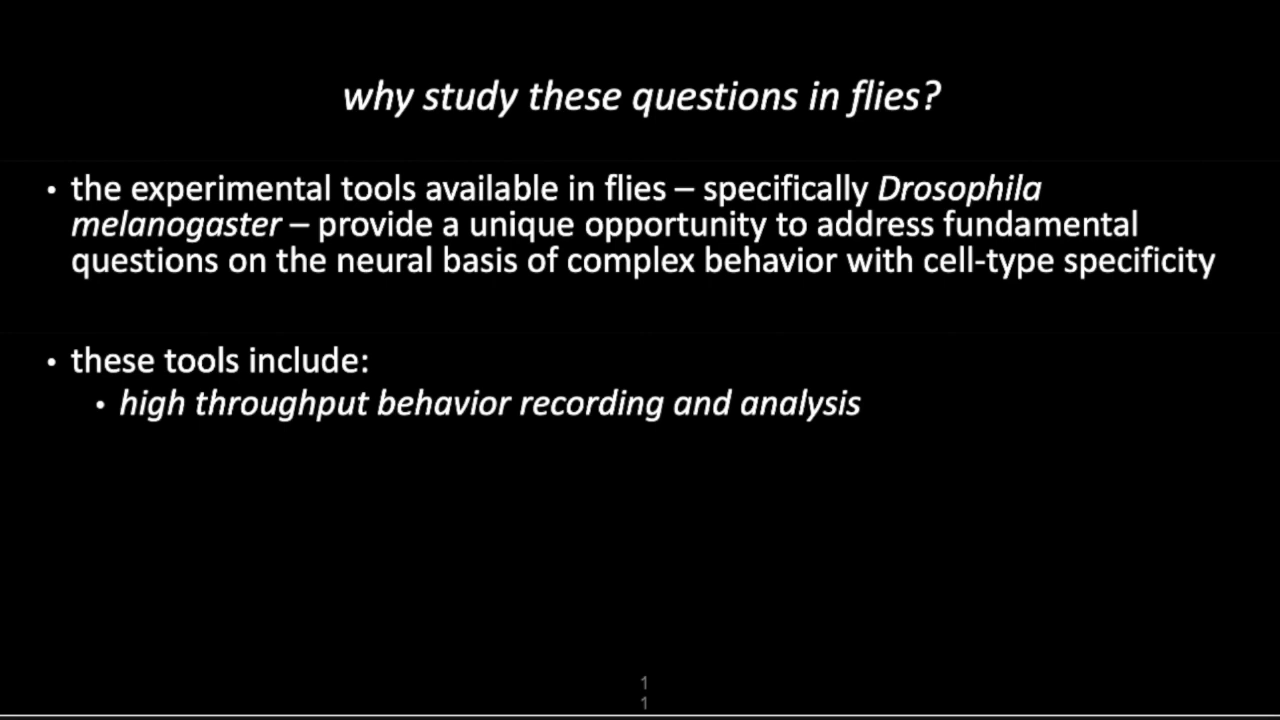 why study these questions in flies?
• the experimental tools available in flies – specifically Drosophila
melanogaster – provide a unique opportunity to address fundamental
questions on the neural basis of complex behavior with cell-type specificity
• these tools include:
• high throughput behavior recording and analysis
1
1